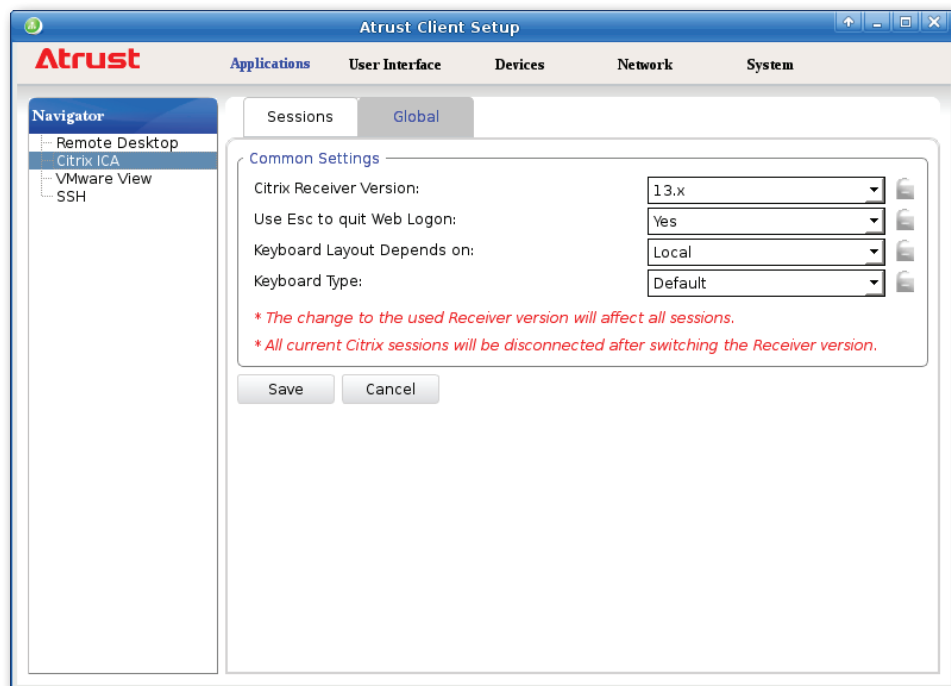 Atrust Client Setup
Atrust
Applications User Interface Devices Network System
Navigator
Remote Desktop
Citrix ICA
VMware View
SSH
Sessions Global
Common Settings
Citrix Receiver Version: 13.x
Use Esc to quit Web Logon: Yes
Keyboard Layout Depends on: Local
Keyboard Type: Default
* The change to the used Receiver version will affect all sessions.
* All current Citrix sessions will be disconnected after switching the Receiver version.
Save Cancel